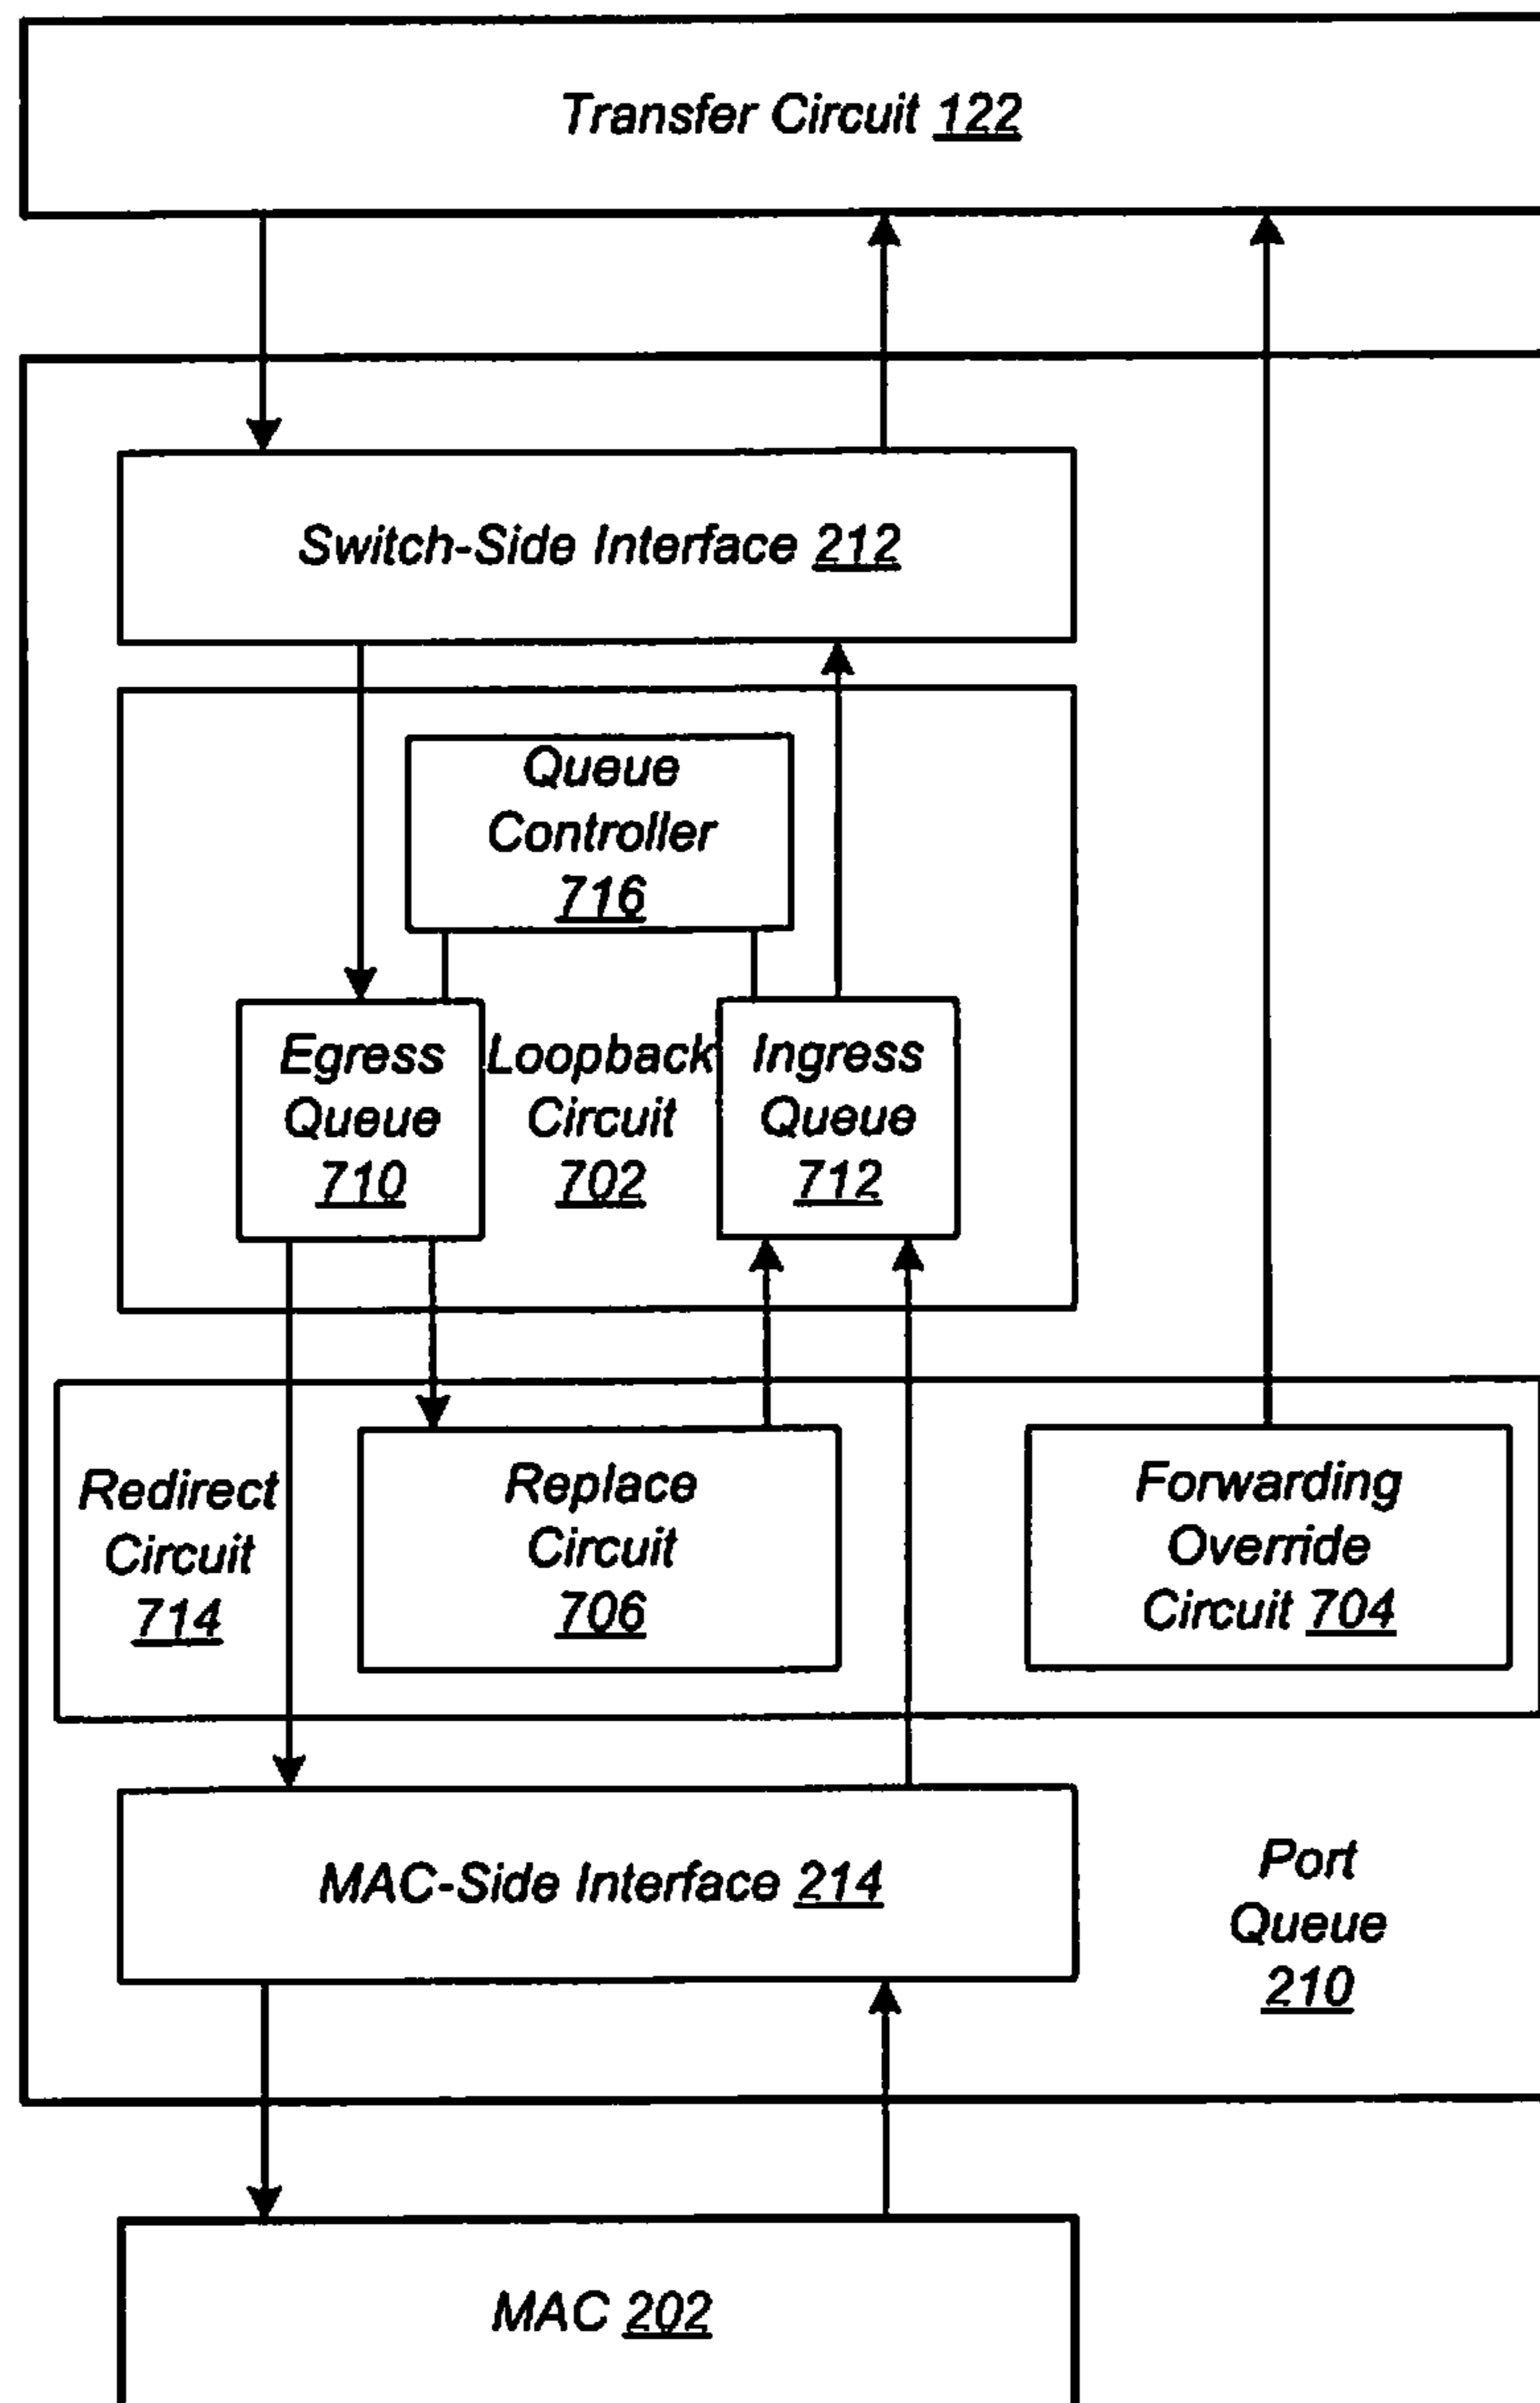 Transfer Circuit 122
Switch-Side Interface 212
Queue
Controller
716
Egress
Queue
710
Loopback
Circuit
702
Ingress
Queue
712
Redirect
Circuit
714
Replace
Circuit
706
Forwarding
Override
Circuit 704
MAC-Side Interface 214
Port
Queue
210
MAC 202